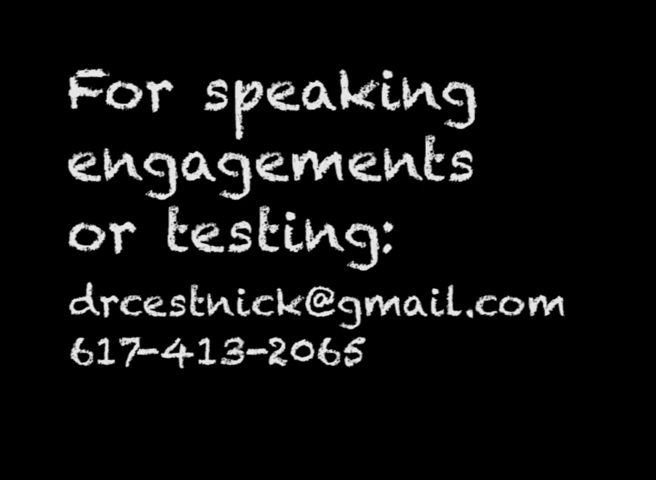 For speaking
engagements
or testing:
drcestnick@gmail.com
617-413-2065